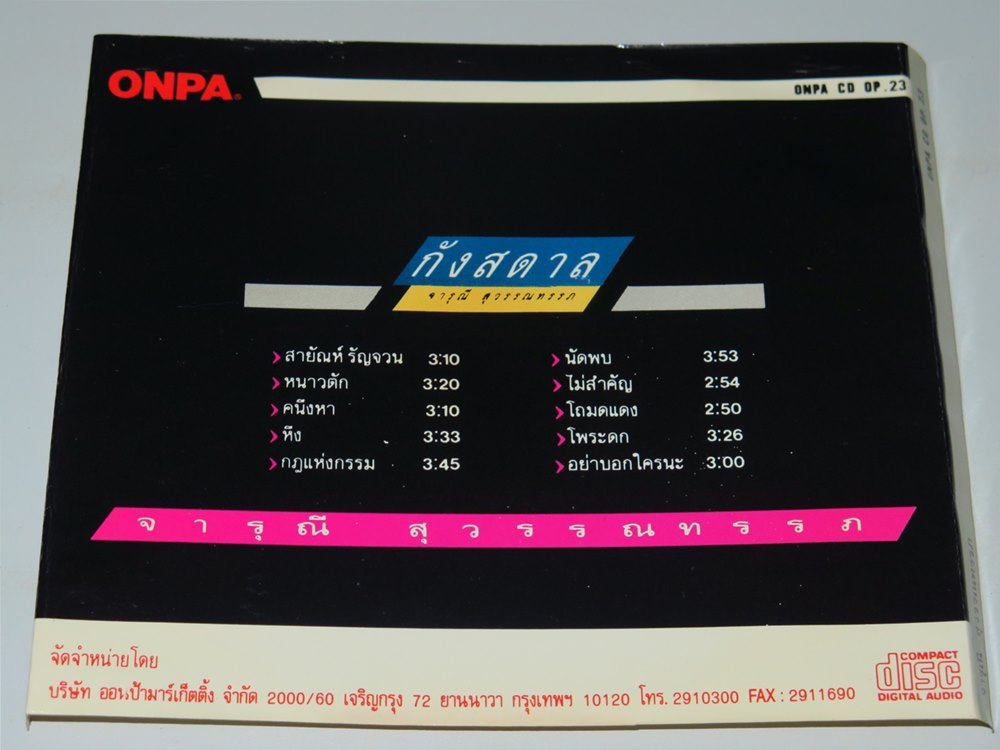 ONPA
ONPA CD OP.23
กังสดาล
จารุณี สุวรรณทรรภ
สายัณห์ รัญจวน 3:10
หนาวตัก 3:20
คนึงหา 3:10
หึง 3:33
กฎแห่งกรรม 3:45
นัดพบ 3:53
ไม่สำคัญ 2:54
โถมดแดง 2:50
โพระดก 3:26
อย่าบอกใครนะ 3:00
จารุณี สุวรรณทรรภ
จัดจำหน่ายโดย
บริษัท ออนป้ามาร์เก็ตติ้ง จำกัด 2000/60 เจริญกรุง 72 ยานนาวา กรุงเทพฯ 10120 โทร. 2910300 FAX : 2911690
COMPACT
disc
DIGITAL AUDIO